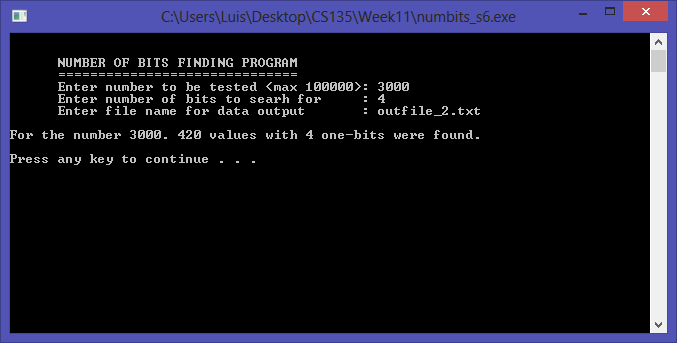 C:\Users\Luis\Desktop\CS135\Week11\numbits_s6.exe
NUMBER OF BITS FINDING PROGRAM
==============================
Enter number to be tested <max 100000>: 3000
Enter number of bits to searh for     : 4
Enter file name for data output       : outfile_2.txt
For the number 3000. 420 values with 4 one-bits were found.
Press any key to continue . . .